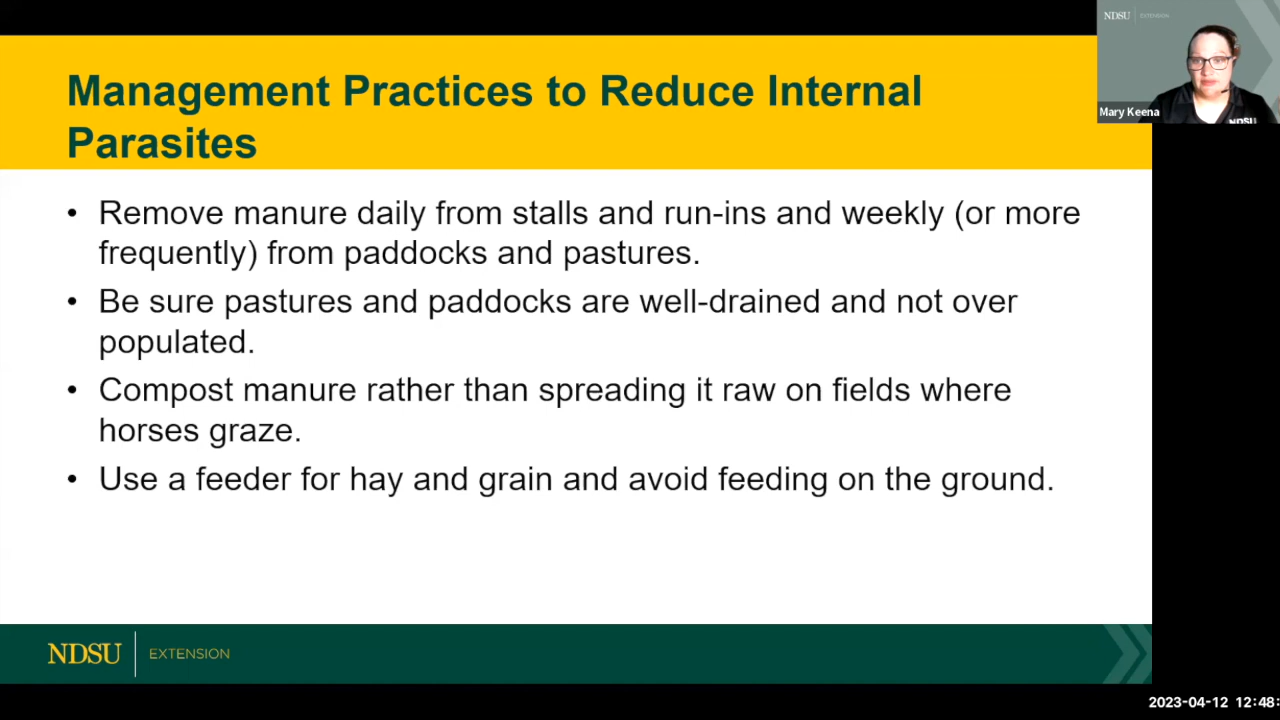 NDSU EXTENSION
Management Practices to Reduce Internal
Parasites
Mary Keena
NDSU
• Remove manure daily from stalls and run-ins and weekly (or more
frequently) from paddocks and pastures.
• Be sure pastures and paddocks are well-drained and not over
populated.
• Compost manure rather than spreading it raw on fields where
horses graze.
• Use a feeder for hay and grain and avoid feeding on the ground.
NDSU EXTENSION
2023-04-12 12:48: